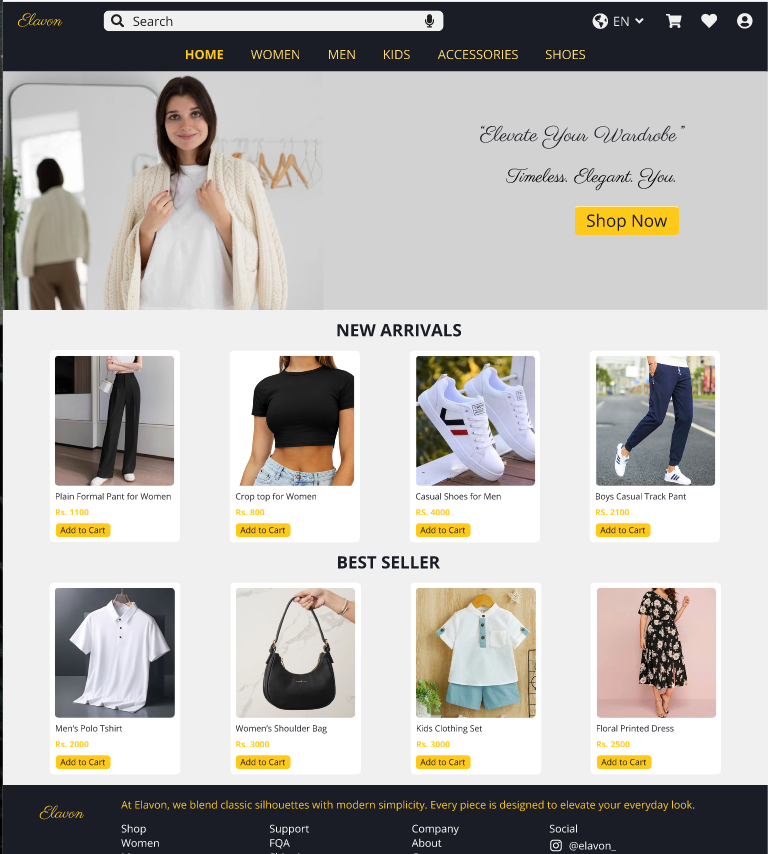 Elavon
Search
EN
HOME WOMEN MEN KIDS ACCESSORIES SHOES
“Elevate Your Wardrobe”
Timeless. Elegant. You.
Shop Now
NEW ARRIVALS
Plain Formal Pant for Women
Rs. 1100
Add to Cart
Crop top for Women
Rs. 800
Add to Cart
Casual Shoes for Men
RS. 4000
Add to Cart
Boys Casual Track Pant
RS. 2100
Add to Cart
BEST SELLER
Men's Polo Tshirt
Rs. 2000
Add to Cart
Women's Shoulder Bag
Rs. 3000
Add to Cart
Kids Clothing Set
Rs. 3000
Add to Cart
Floral Printed Dress
Rs. 2500
Add to Cart
Elavon
At Elavon, we blend classic silhouettes with modern simplicity. Every piece is designed to elevate your everyday look.
Shop
Women
Support
FQA
Company
About
Social
@elavon_